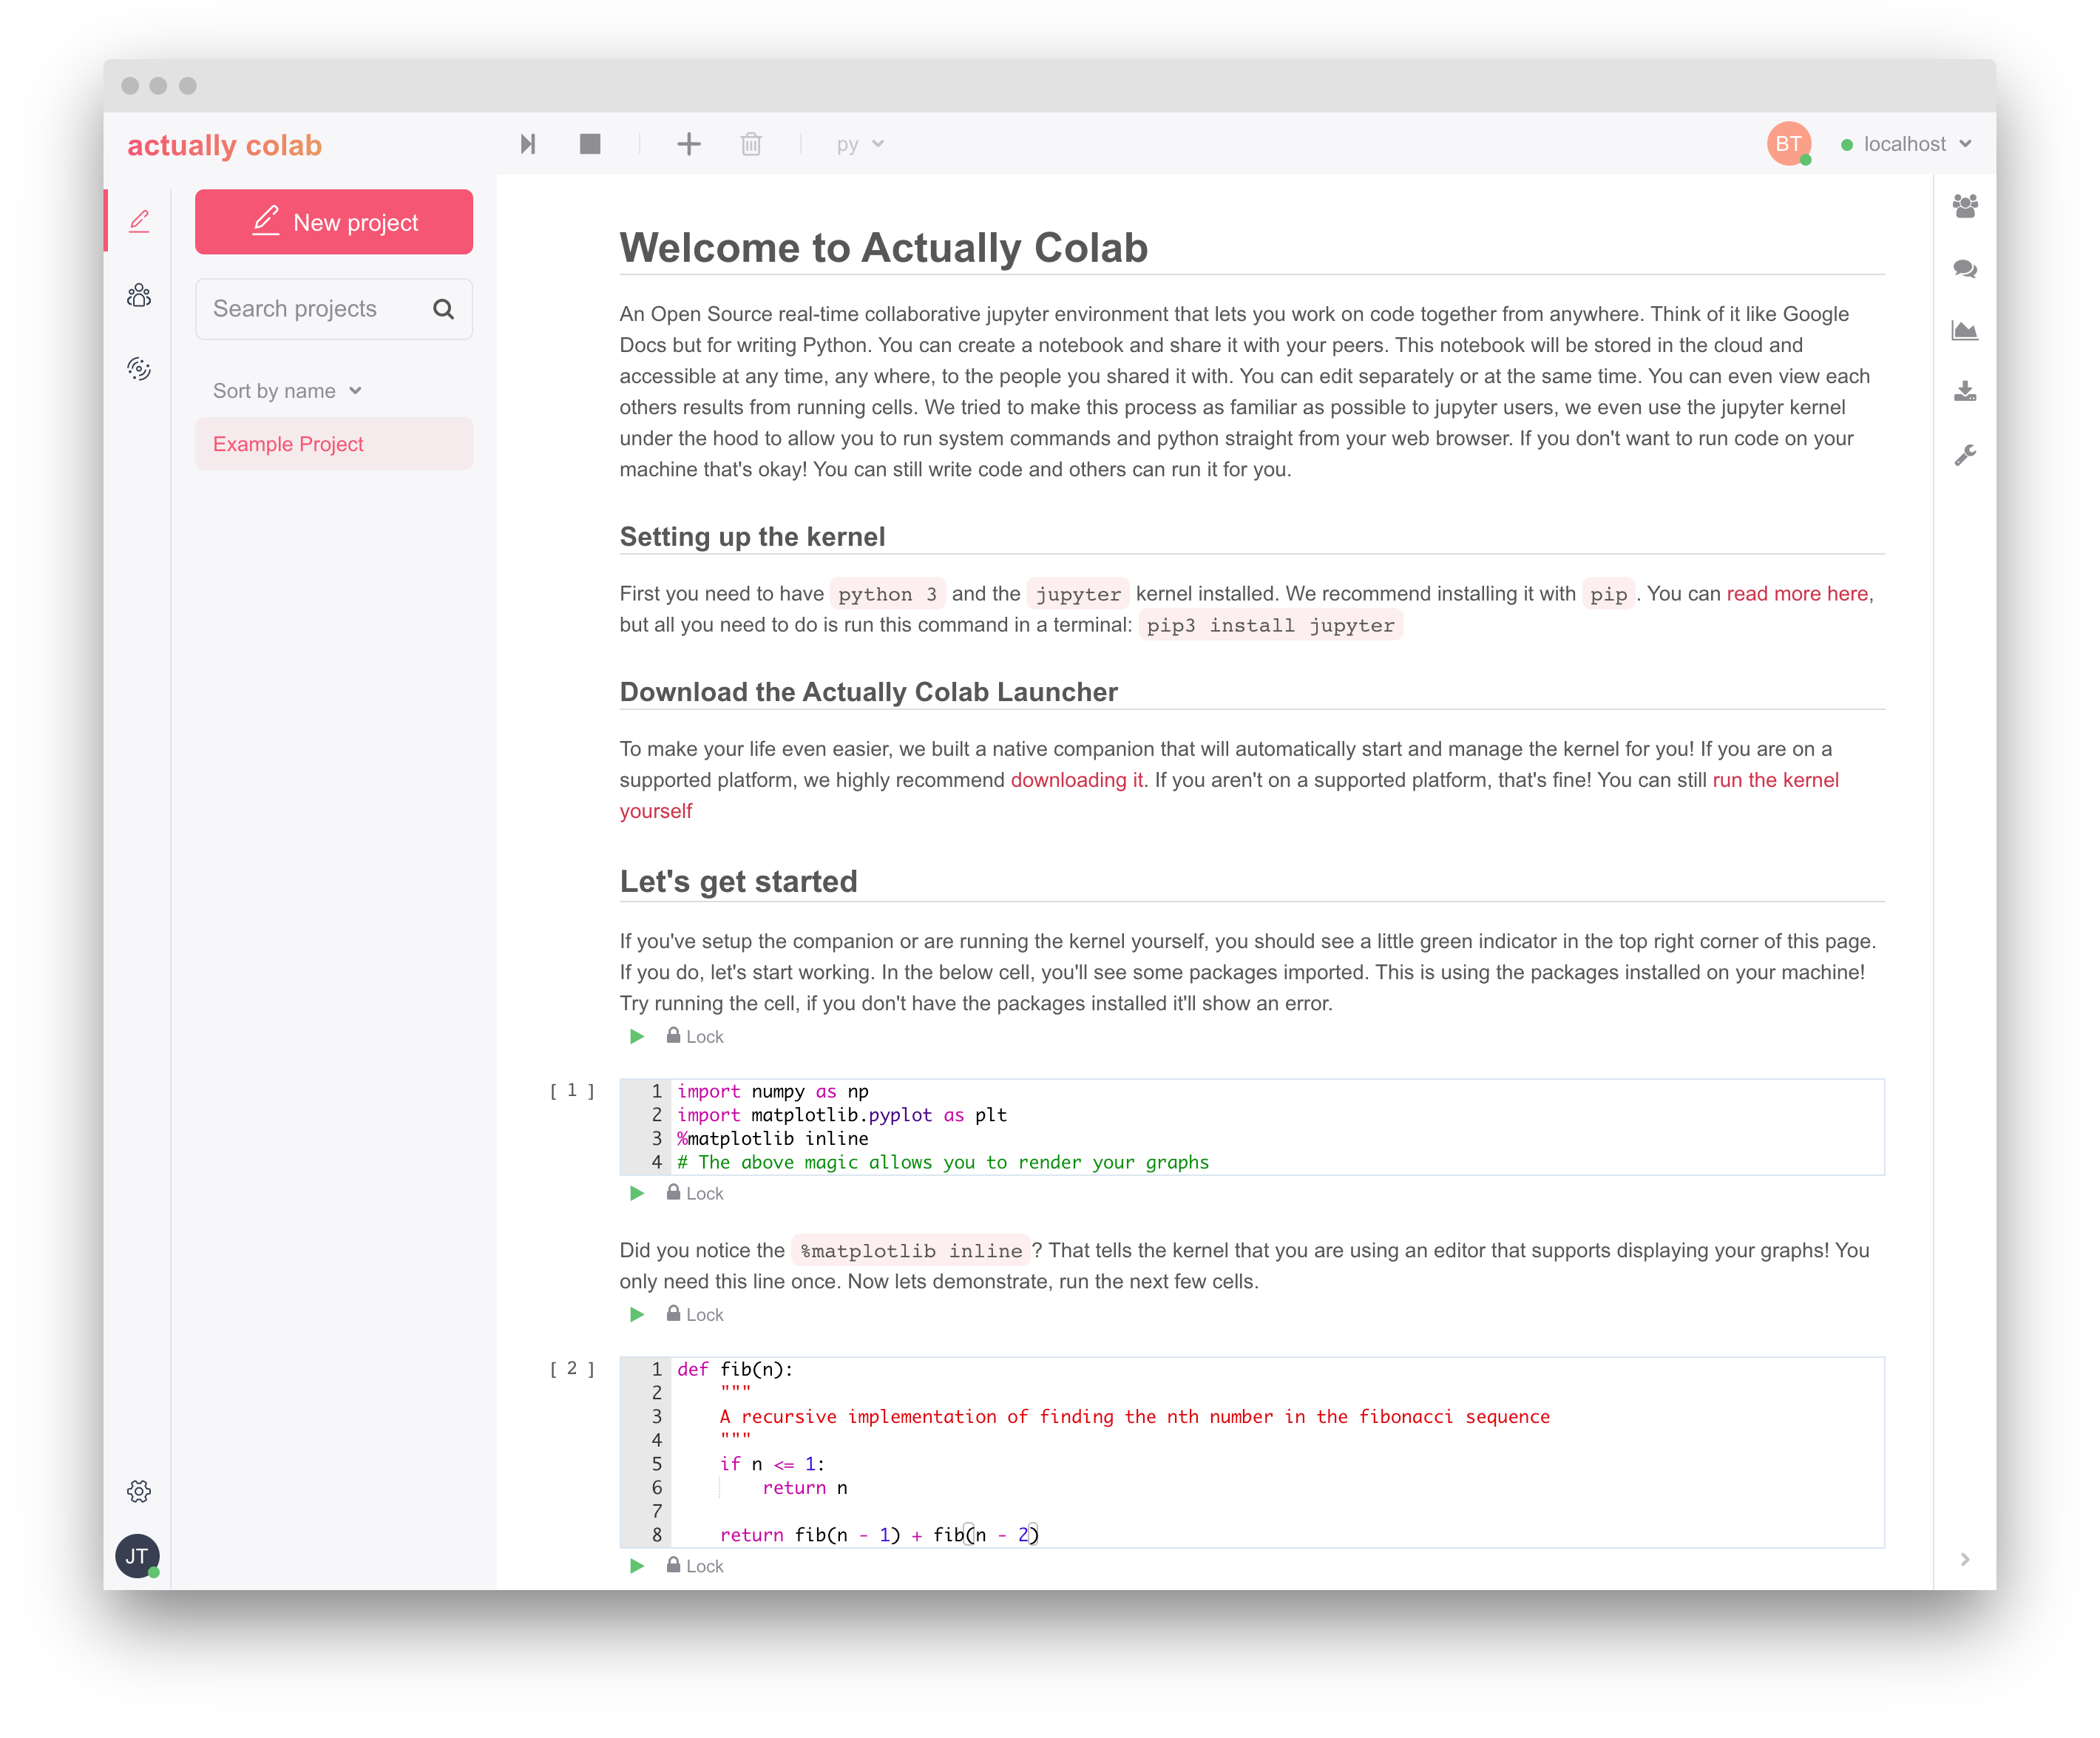 actually colab
py
BT
localhost
New project
Search projects
Sort by name
Example Project
JT
Welcome to Actually Colab
An Open Source real-time collaborative jupyter environment that lets you work on code together from anywhere. Think of it like Google
Docs but for writing Python. You can create a notebook and share it with your peers. This notebook will be stored in the cloud and
accessible at any time, any where, to the people you shared it with. You can edit separately or at the same time. You can even view each
others results from running cells. We tried to make this process as familiar as possible to jupyter users, we even use the jupyter kernel
under the hood to allow you to run system commands and python straight from your web browser. If you don't want to run code on your
machine that's okay! You can still write code and others can run it for you.
Setting up the kernel
First you need to have python 3 and the jupyter kernel installed. We recommend installing it with pip. You can read more here,
but all you need to do is run this command in a terminal: pip3 install jupyter
Download the Actually Colab Launcher
To make your life even easier, we built a native companion that will automatically start and manage the kernel for you! If you are on a
supported platform, we highly recommend downloading it. If you aren't on a supported platform, that's fine! You can still run the kernel
yourself
Let's get started
If you've setup the companion or are running the kernel yourself, you should see a little green indicator in the top right corner of this page.
If you do, let's start working. In the below cell, you'll see some packages imported. This is using the packages installed on your machine!
Try running the cell, if you don't have the packages installed it'll show an error.
Lock
[ 1 ]
1 import numpy as np
2 import matplotlib.pyplot as plt
3 %matplotlib inline
4 # The above magic allows you to render your graphs
Lock
Did you notice the %matplotlib inline? That tells the kernel that you are using an editor that supports displaying your graphs! You
only need this line once. Now lets demonstrate, run the next few cells.
Lock
[ 2 ]
1 def fib(n):
2     """
3     A recursive implementation of finding the nth number in the fibonacci sequence
4     """
5     if n <= 1:
6         return n
7
8     return fib(n - 1) + fib(n - 2)
Lock